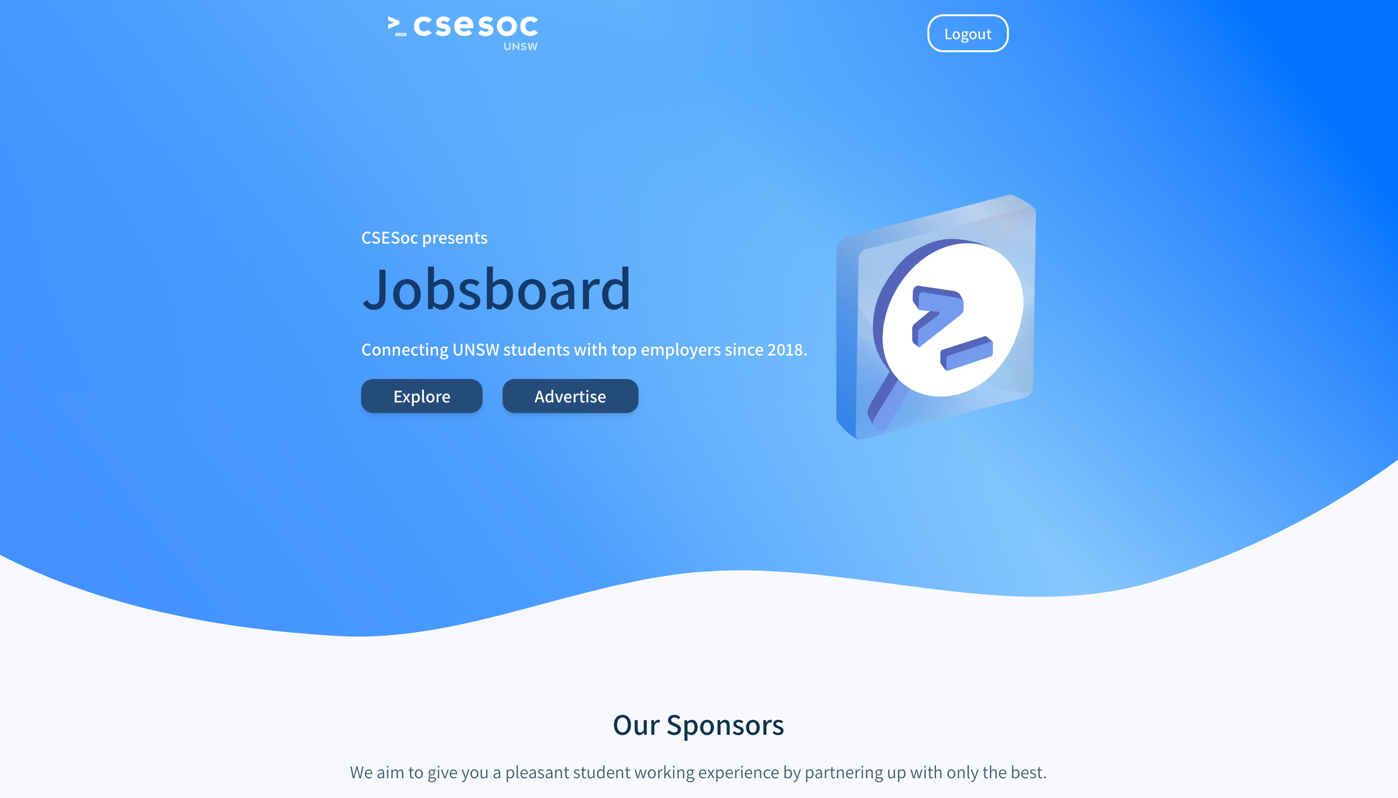 >_ csesoc
UNSW
Logout
CSESoc presents
Jobsboard
Connecting UNSW students with top employers since 2018.
Explore
Advertise
>_
Our Sponsors
We aim to give you a pleasant student working experience by partnering up with only the best.